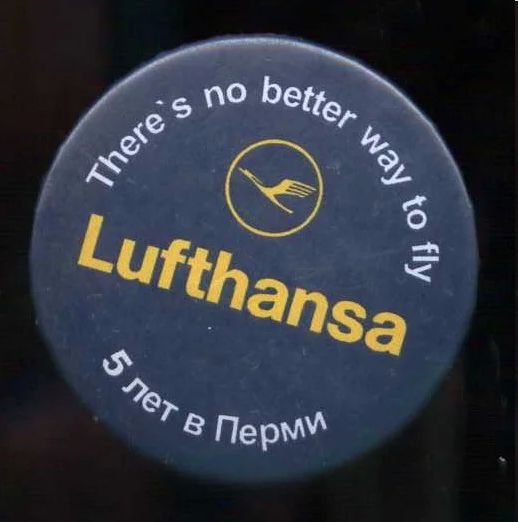 There`s no better way to fly
Lufthansa
5 лет в Перми